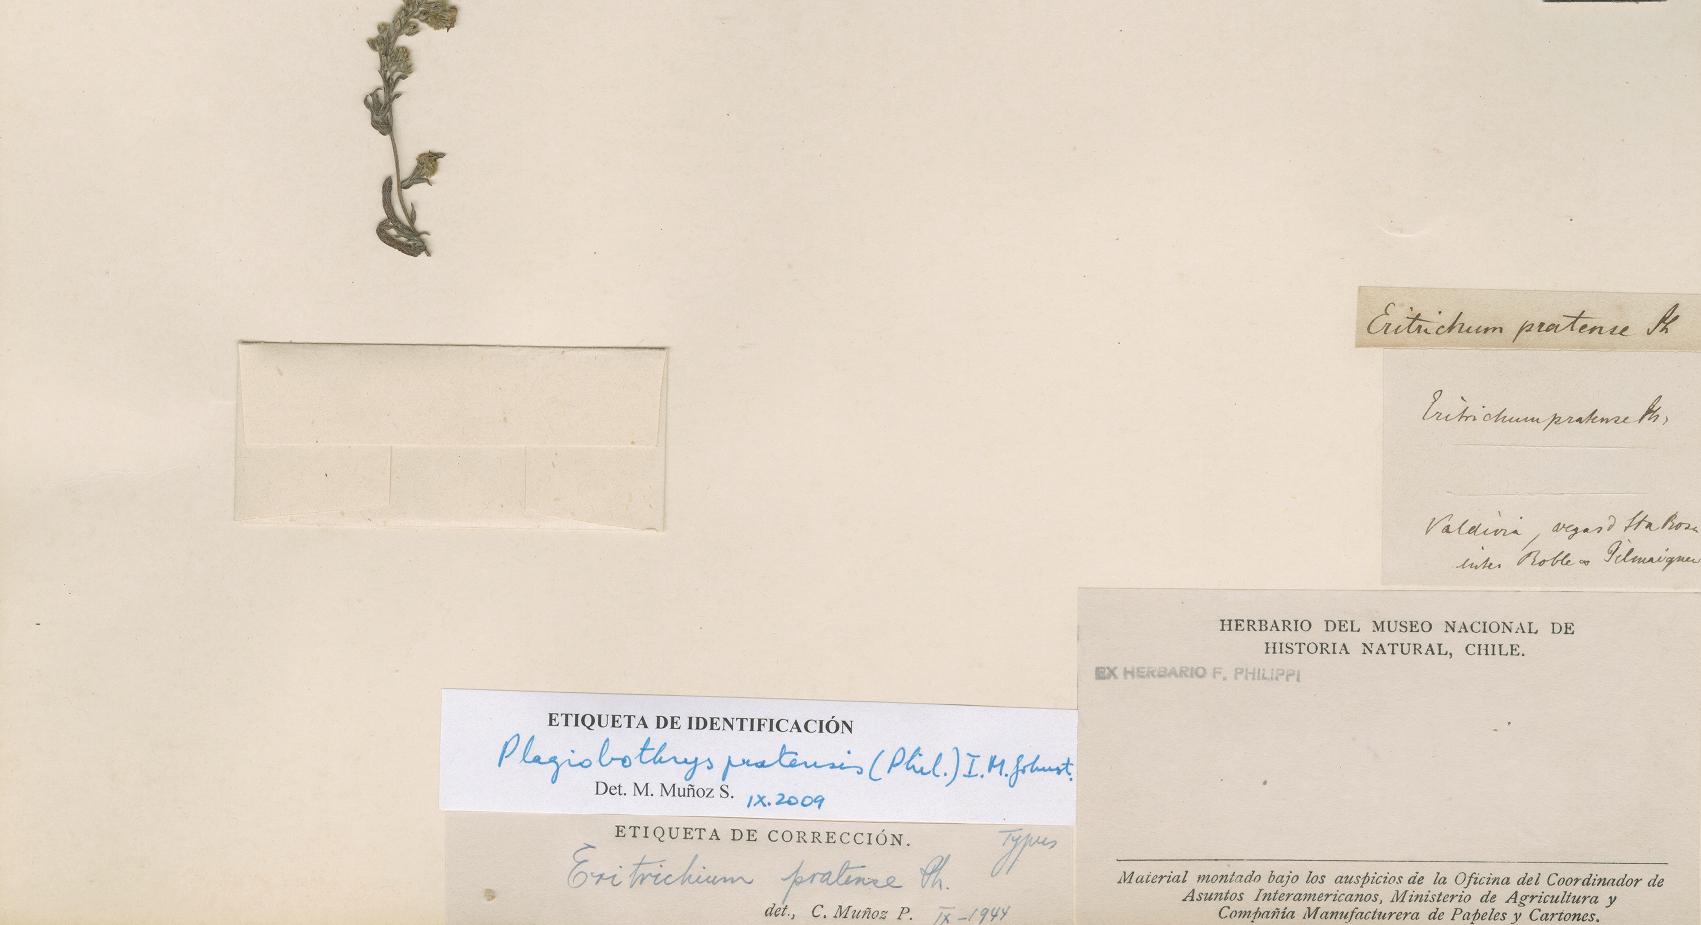 Eritrichum pratense Ph
Eritrichum pratense Ph,
Valdivia, vegas d Sta Rosa
inter Roble & Pilmaiquen
HERBARIO DEL MUSEO NACIONAL DE
HISTORIA NATURAL, CHILE.
EX HERBARIO F. PHILIPPI
ETIQUETA DE IDENTIFICACIÓN
Plagiobothrys pratensis (Phil.) I.M. Johnst.
Det. M. Muñoz S. IX.2009
ETIQUETA DE CORRECCIÓN. Typus
Eritrichium pratense Ph.
det., C. Muñoz P. IX-1944
Material montado bajo los auspicios de la Oficina del Coordinador de
Asuntos Interamericanos, Ministerio de Agricultura y
Compañia Manufacturera de Papeles y Cartones.